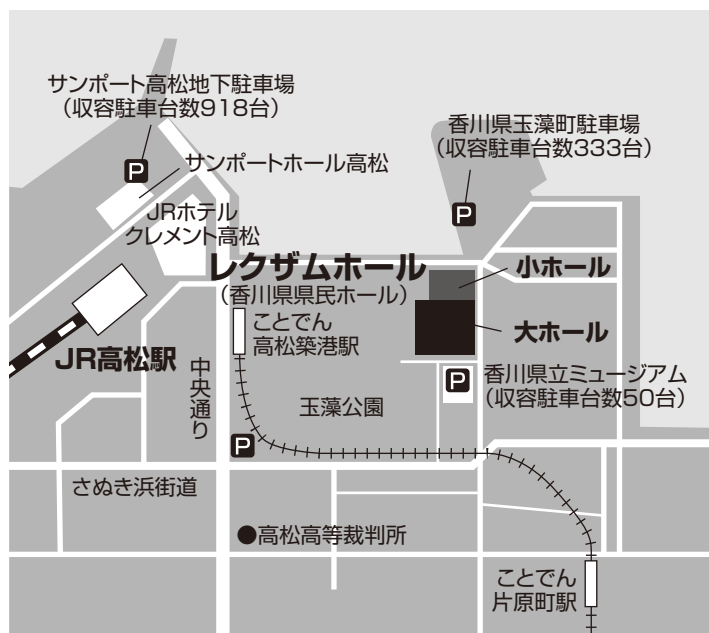 サンポート高松地下駐車場
（収容駐車台数918台）
香川県玉藻町駐車場
（収容駐車台数333台）
P
サンポートホール高松
P
JRホテル
クレメント高松
レクザムホール
（香川県県民ホール）
小ホール
大ホール
ことでん
高松築港駅
JR高松駅
中央通り
P
香川県立ミュージアム
（収容駐車台数50台）
玉藻公園
P
さぬき浜街道
●高松高等裁判所
ことでん
片原町駅